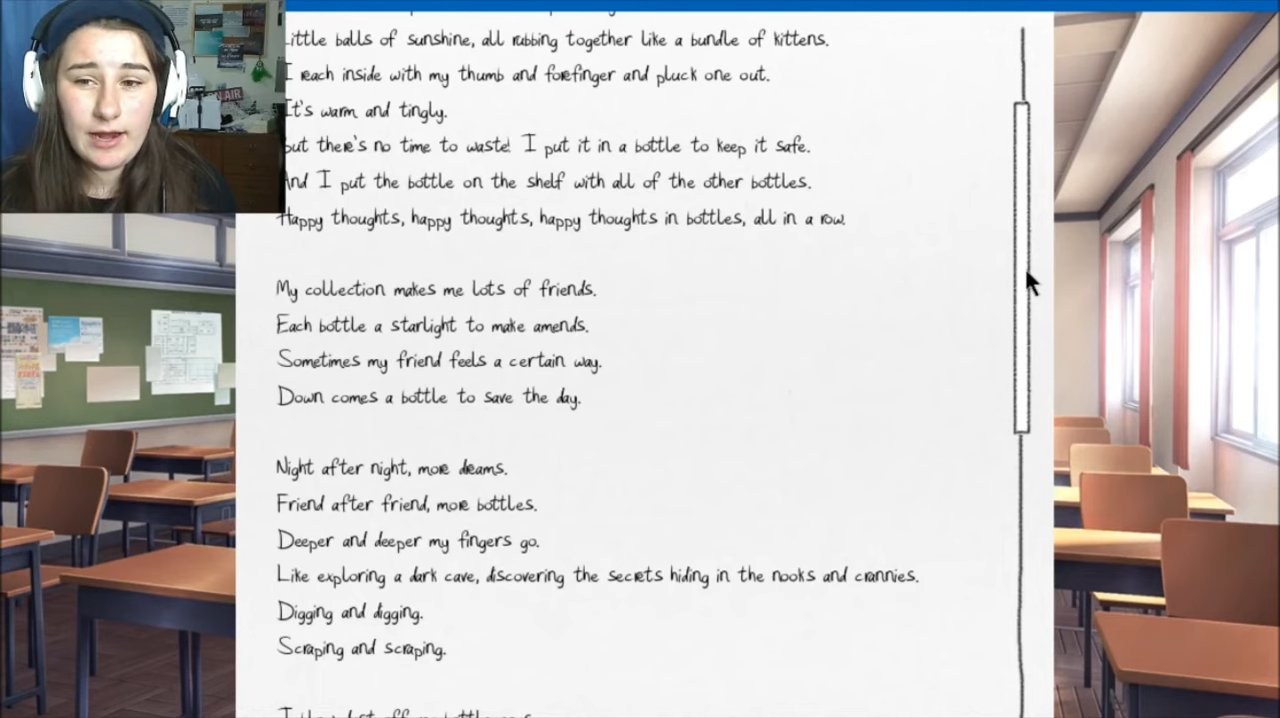 Little balls of sunshine, all rubbing together like a bundle of kittens.
I reach inside with my thumb and forefinger and pluck one out.
It's warm and tingly.
But there's no time to waste! I put it in a bottle to keep it safe.
And I put the bottle on the shelf with all of the other bottles.
Happy thoughts, happy thoughts, happy thoughts in bottles, all in a row.
My collection makes me lots of friends.
Each bottle a starlight to make amends.
Sometimes my friend feels a certain way.
Down comes a bottle to save the day.
Night after night, more dreams.
Friend after friend, more bottles.
Deeper and deeper my fingers go.
Like exploring a dark cave, discovering the secrets hiding in the nooks and crannies.
Digging and digging.
Scraping and scraping.
ON AIR